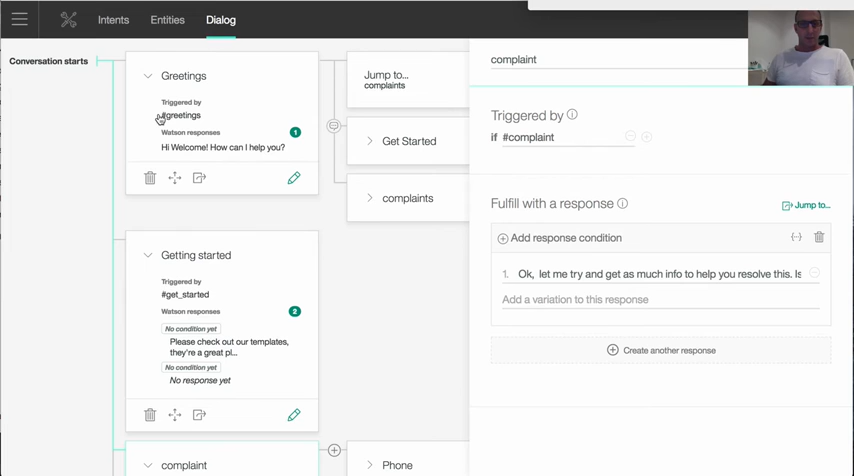 Intents
Entities
Dialog
Conversation starts
Greetings
Triggered by
#greetings
Watson responses
1
Hi Welcome! How can I help you?
Getting started
Triggered by
#get_started
Watson responses
2
No condition yet
Please check out our templates,
they're a great pl...
No condition yet
No response yet
complaint
Jump to...
complaints
Get Started
complaints
Phone
complaint
Triggered by
if #complaint
Fulfill with a response
Jump to...
Add response condition
1. Ok, let me try and get as much info to help you resolve this. Is
Add a variation to this response
Create another response